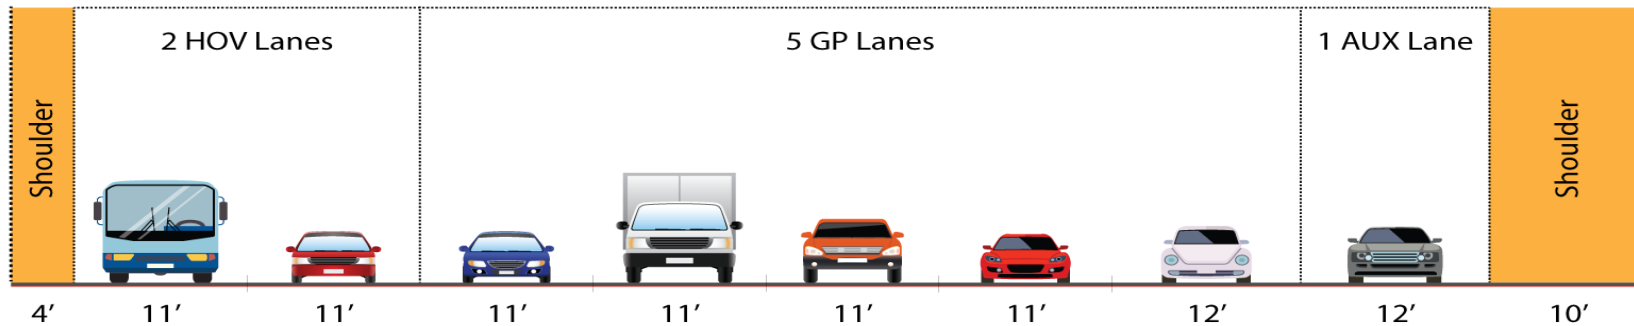 2 HOV Lanes
5 GP Lanes
1 AUX Lane
Shoulder
Shoulder
4’ 11’ 11’ 11’ 11’ 11’ 11’ 12’ 12’ 10’